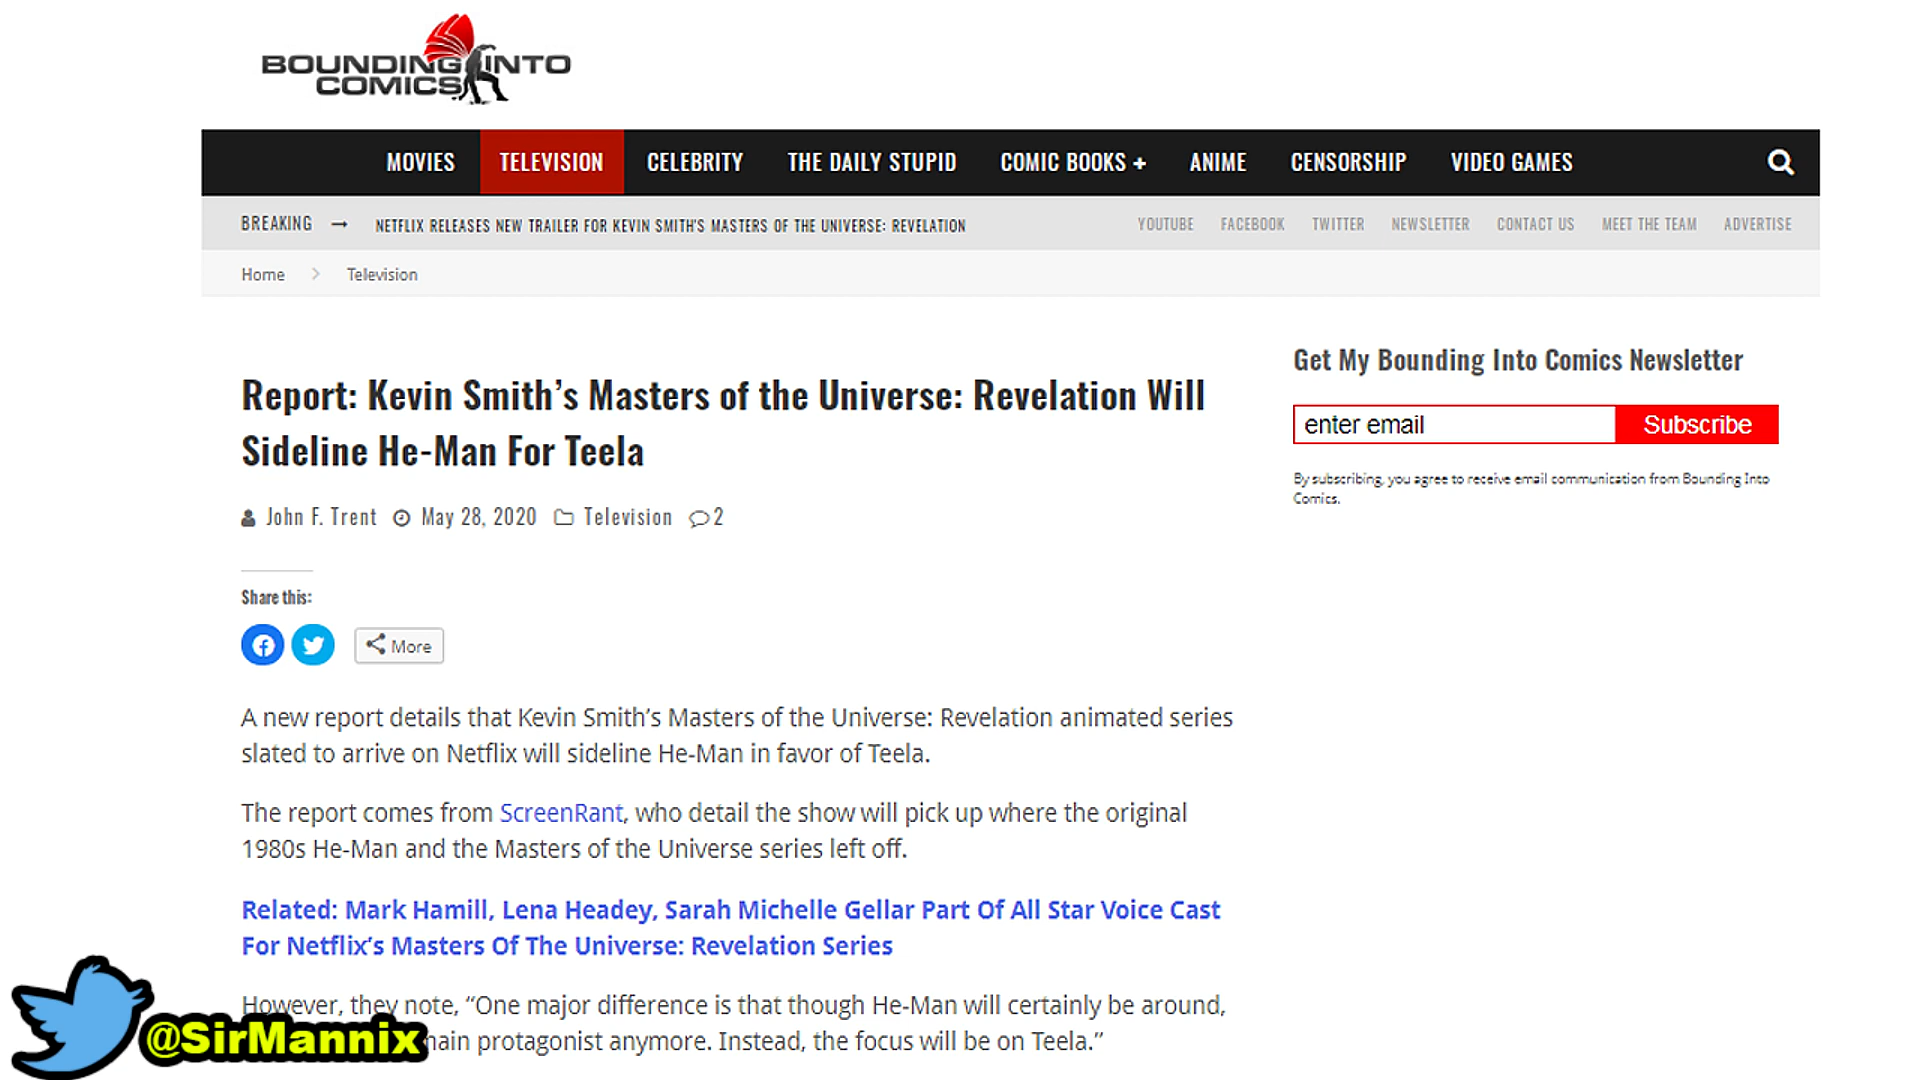 BOUNDING INTO
COMICS
MOVIES TELEVISION CELEBRITY THE DAILY STUPID COMIC BOOKS + ANIME CENSORSHIP VIDEO GAMES
BREAKING → NETFLIX RELEASES NEW TRAILER FOR KEVIN SMITH'S MASTERS OF THE UNIVERSE: REVELATION YOUTUBE FACEBOOK TWITTER NEWSLETTER CONTACT US MEET THE TEAM ADVERTISE
Home > Television
Report: Kevin Smith’s Masters of the Universe: Revelation Will
Sideline He-Man For Teela
John F. Trent May 28, 2020 Television 2
Share this:
More
A new report details that Kevin Smith’s Masters of the Universe: Revelation animated series
slated to arrive on Netflix will sideline He-Man in favor of Teela.
The report comes from ScreenRant, who detail the show will pick up where the original
1980s He-Man and the Masters of the Universe series left off.
Related: Mark Hamill, Lena Headey, Sarah Michelle Gellar Part Of All Star Voice Cast
For Netflix’s Masters Of The Universe: Revelation Series
However, they note, “One major difference is that though He-Man will certainly be around,
main protagonist anymore. Instead, the focus will be on Teela.”
@SirMannix
Get My Bounding Into Comics Newsletter
enter email Subscribe
By subscribing, you agree to receive email communication from Bounding Into
Comics.